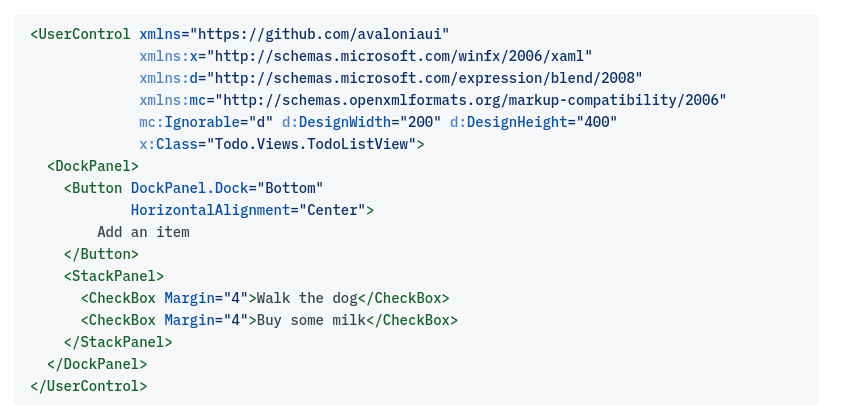 <UserControl xmlns="https://github.com/avaloniaui"
             xmlns:x="http://schemas.microsoft.com/winfx/2006/xaml"
             xmlns:d="http://schemas.microsoft.com/expression/blend/2008"
             xmlns:mc="http://schemas.openxmlformats.org/markup-compatibility/2006"
             mc:Ignorable="d" d:DesignWidth="200" d:DesignHeight="400"
             x:Class="Todo.Views.TodoListView">
  <DockPanel>
    <Button DockPanel.Dock="Bottom"
            HorizontalAlignment="Center">
        Add an item
    </Button>
    <StackPanel>
      <CheckBox Margin="4">Walk the dog</CheckBox>
      <CheckBox Margin="4">Buy some milk</CheckBox>
    </StackPanel>
  </DockPanel>
</UserControl>